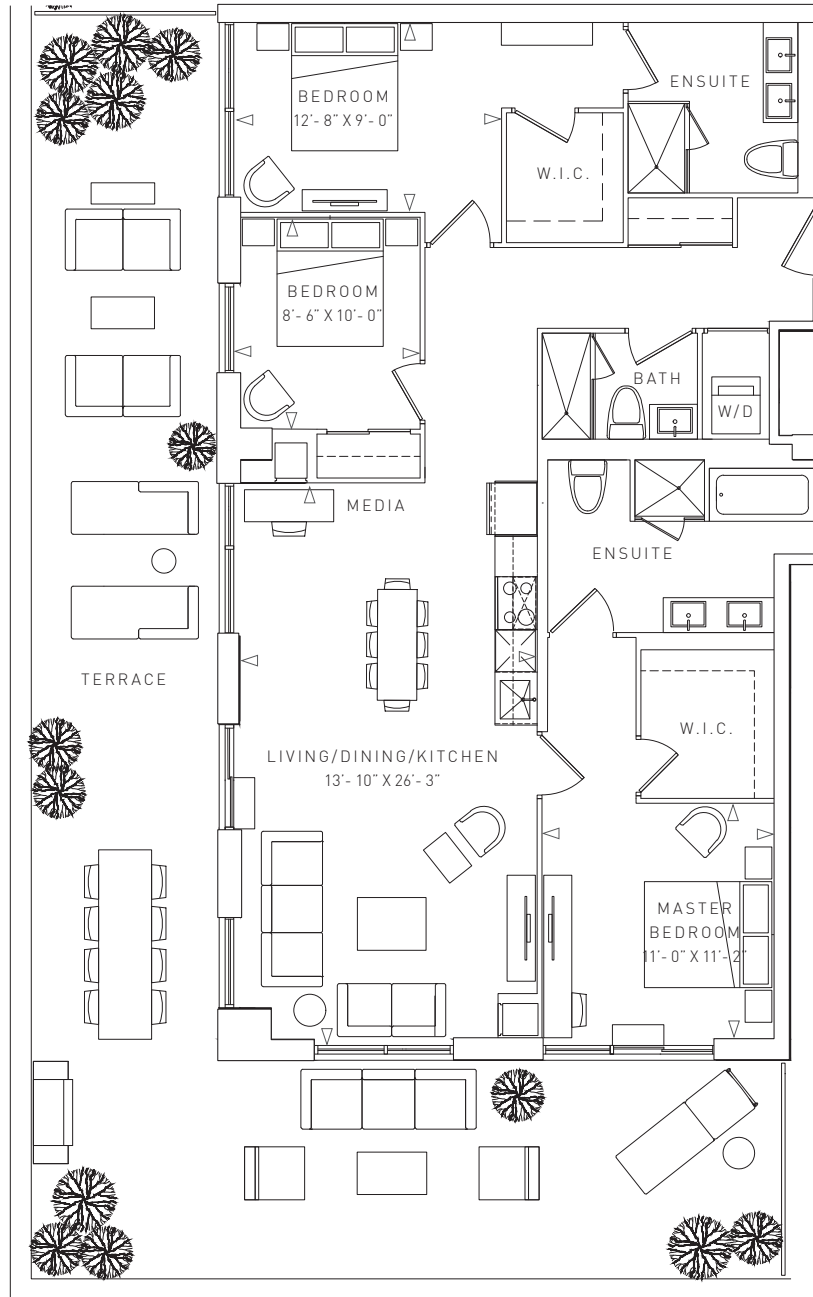 ENSUITE
BEDROOM
12'- 8" X 9'- 0"
W.I.C.
BEDROOM
8'- 6" X 10'- 0"
BATH
W/D
MEDIA
ENSUITE
TERRACE
W.I.C.
LIVING/DINING/KITCHEN
13'- 10" X 26'- 3"
MASTER
BEDROOM
11'- 0" X 11'- 2"